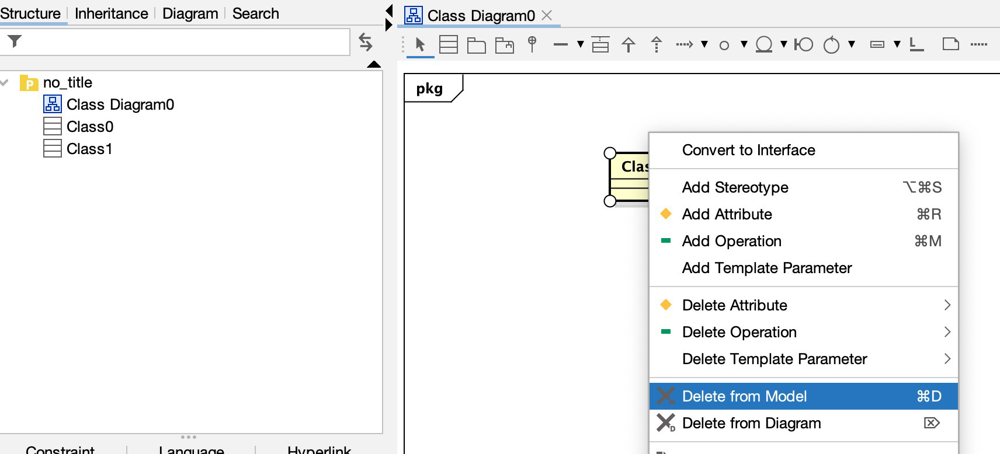 Structure Inheritance Diagram Search
Class Diagram0
no_title
Class Diagram0
Class0
Class1
Constraint Language Hyperlink
pkg
Clas
Convert to Interface
Add Stereotype ⌥⌘S
Add Attribute ⌘R
Add Operation ⌘M
Add Template Parameter
Delete Attribute
Delete Operation
Delete Template Parameter
Delete from Model ⌘D
Delete from Diagram ⌦